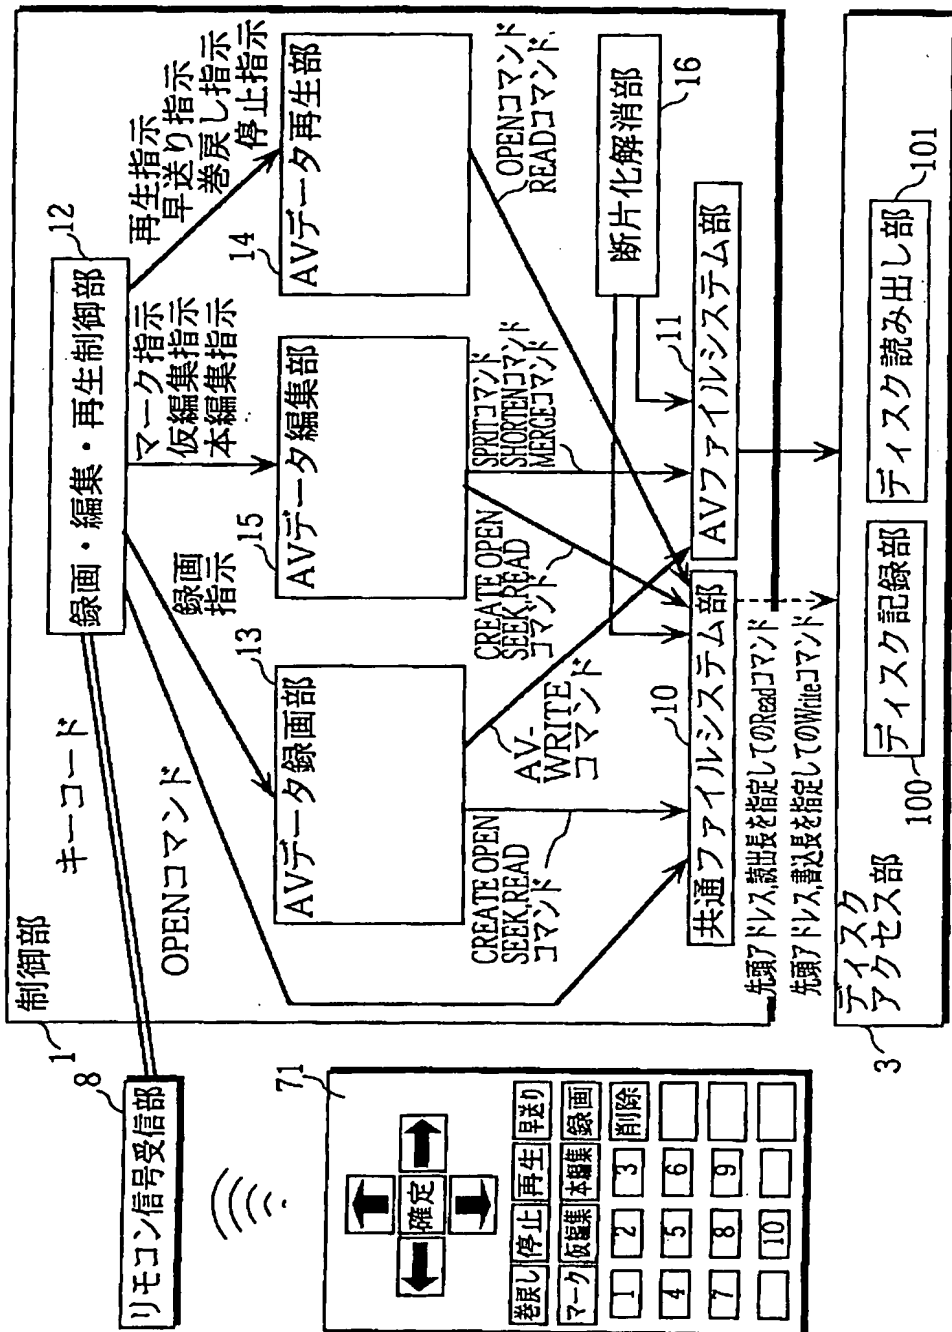 制御部
1
リモコン信号受信部
8
キーコード
OPENコマンド
録画・編集・再生制御部
12
録画
指示
マーク指示
仮編集指示
本編集指示
再生指示
早送り指示
巻戻し指示
停止指示
AVデータ録画部
13
AVデータ編集部
15
AVデータ再生部
14
CREATE OPEN
SEEK,READ
コマンド
AV-
WRITE
コマンド
CREATE OPEN
SEEK,READ
コマンド
SPRITコマンド
SHORTENコマンド
MERGEコマンド
OPENコマンド
READコマンド
断片化解消部
16
共通ファイルシステム部
10
AVファイルシステム部
11
先頭アドレス,読出長を指定してのReadコマンド
先頭アドレス,書込長を指定してのWriteコマンド
ディスク
アクセス部
3
ディスク記録部
100
ディスク読み出し部
101
71
確定
巻戻し 停止 再生 早送り
マーク 仮編集 本編集 録画
1 2 3 削除
4 5 6
7 8 9
10